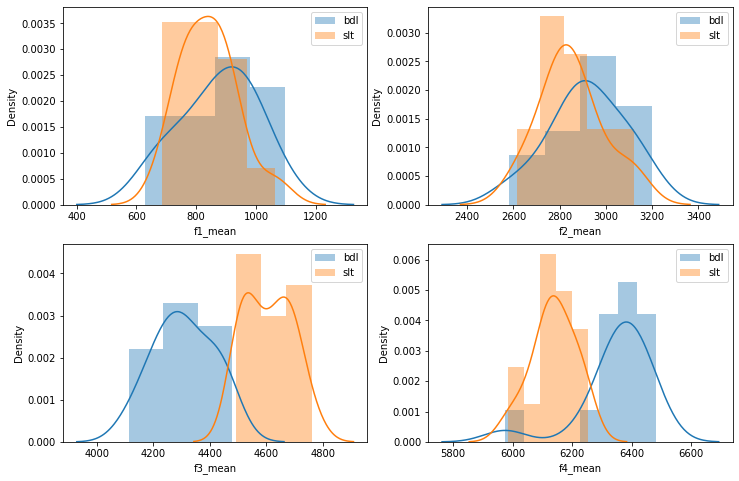 0.0035
0.0030
0.0025
0.0020
0.0015
0.0010
0.0005
0.0000
Density
400 600 800 1000 1200
f1_mean
bdl
slt
0.0030
0.0025
0.0020
0.0015
0.0010
0.0005
0.0000
Density
2400 2600 2800 3000 3200 3400
f2_mean
bdl
slt
0.004
0.003
0.002
0.001
0.000
Density
4000 4200 4400 4600 4800
f3_mean
bdl
slt
0.006
0.005
0.004
0.003
0.002
0.001
0.000
Density
5800 6000 6200 6400 6600
f4_mean
bdl
slt